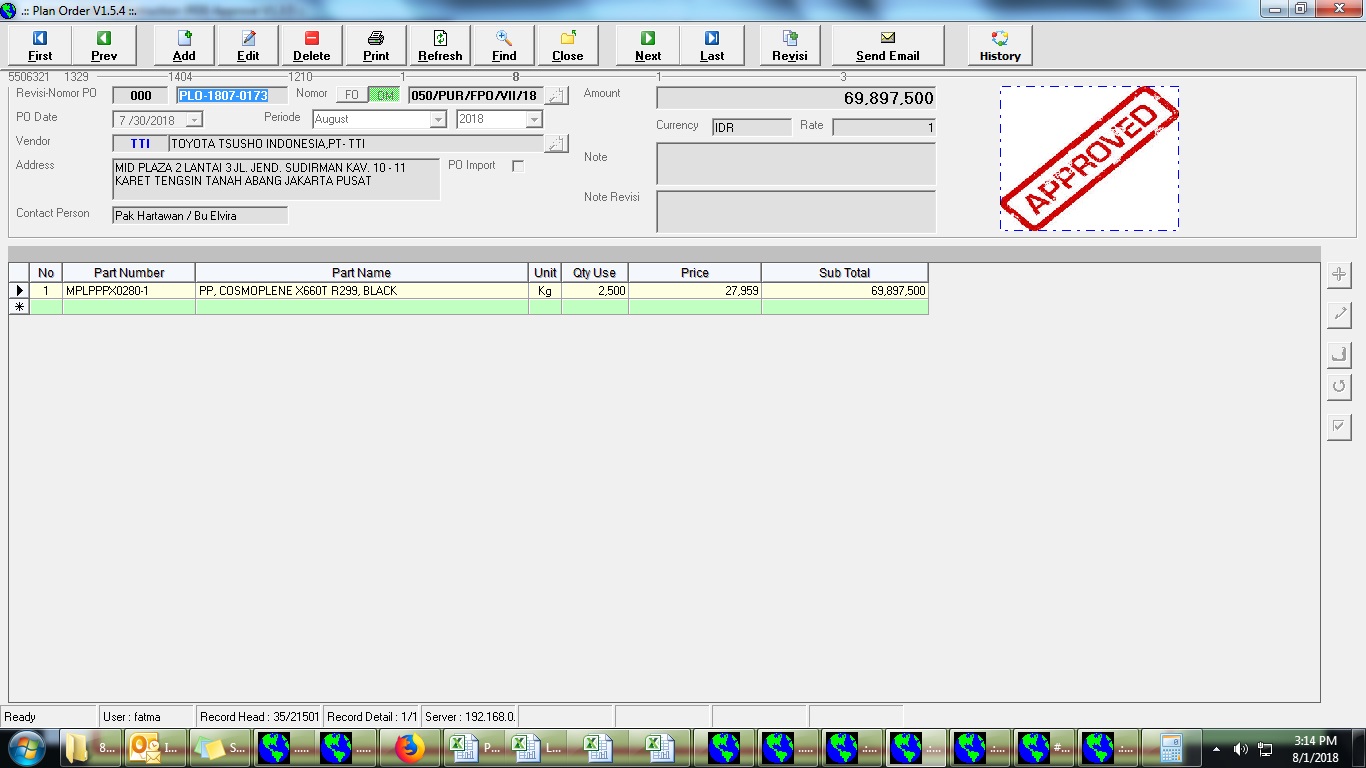 .:: Plan Order V1.5.4 ::.
First Prev Add Edit Delete Print Refresh Find Close Next Last Revisi Send Email History
5506321 1329 1404 1210 1 8 1 3
Revisi-Nomor PO 000 PLO-1807-0173 Nomor FO DM 050/PUR/FPO/VII/18 Amount 69,897,500
PO Date 7 /30/2018 Periode August 2018
Currency IDR Rate 1
Vendor TTI TOYOTA TSUSHO INDONESIA,PT- TTI
Address MID PLAZA 2 LANTAI 3 JL. JEND. SUDIRMAN KAV. 10 - 11 PO Import Note
KARET TENGSIN TANAH ABANG JAKARTA PUSAT
Note Revisi
Contact Person Pak Hartawan / Bu Elvira
APPROVED
No Part Number Part Name Unit Qty Use Price Sub Total
1 MPLPPPX0280-1 PP, COSMOPLENE X660T R299, BLACK Kg 2,500 27,959 69,897,500
Ready User : fatma Record Head : 35/21501 Record Detail : 1/1 Server : 192.168.0.
8... I... S... ..... ..... P... L... ..... .:... .:... .:... #... .:... 3:14 PM
8/1/2018